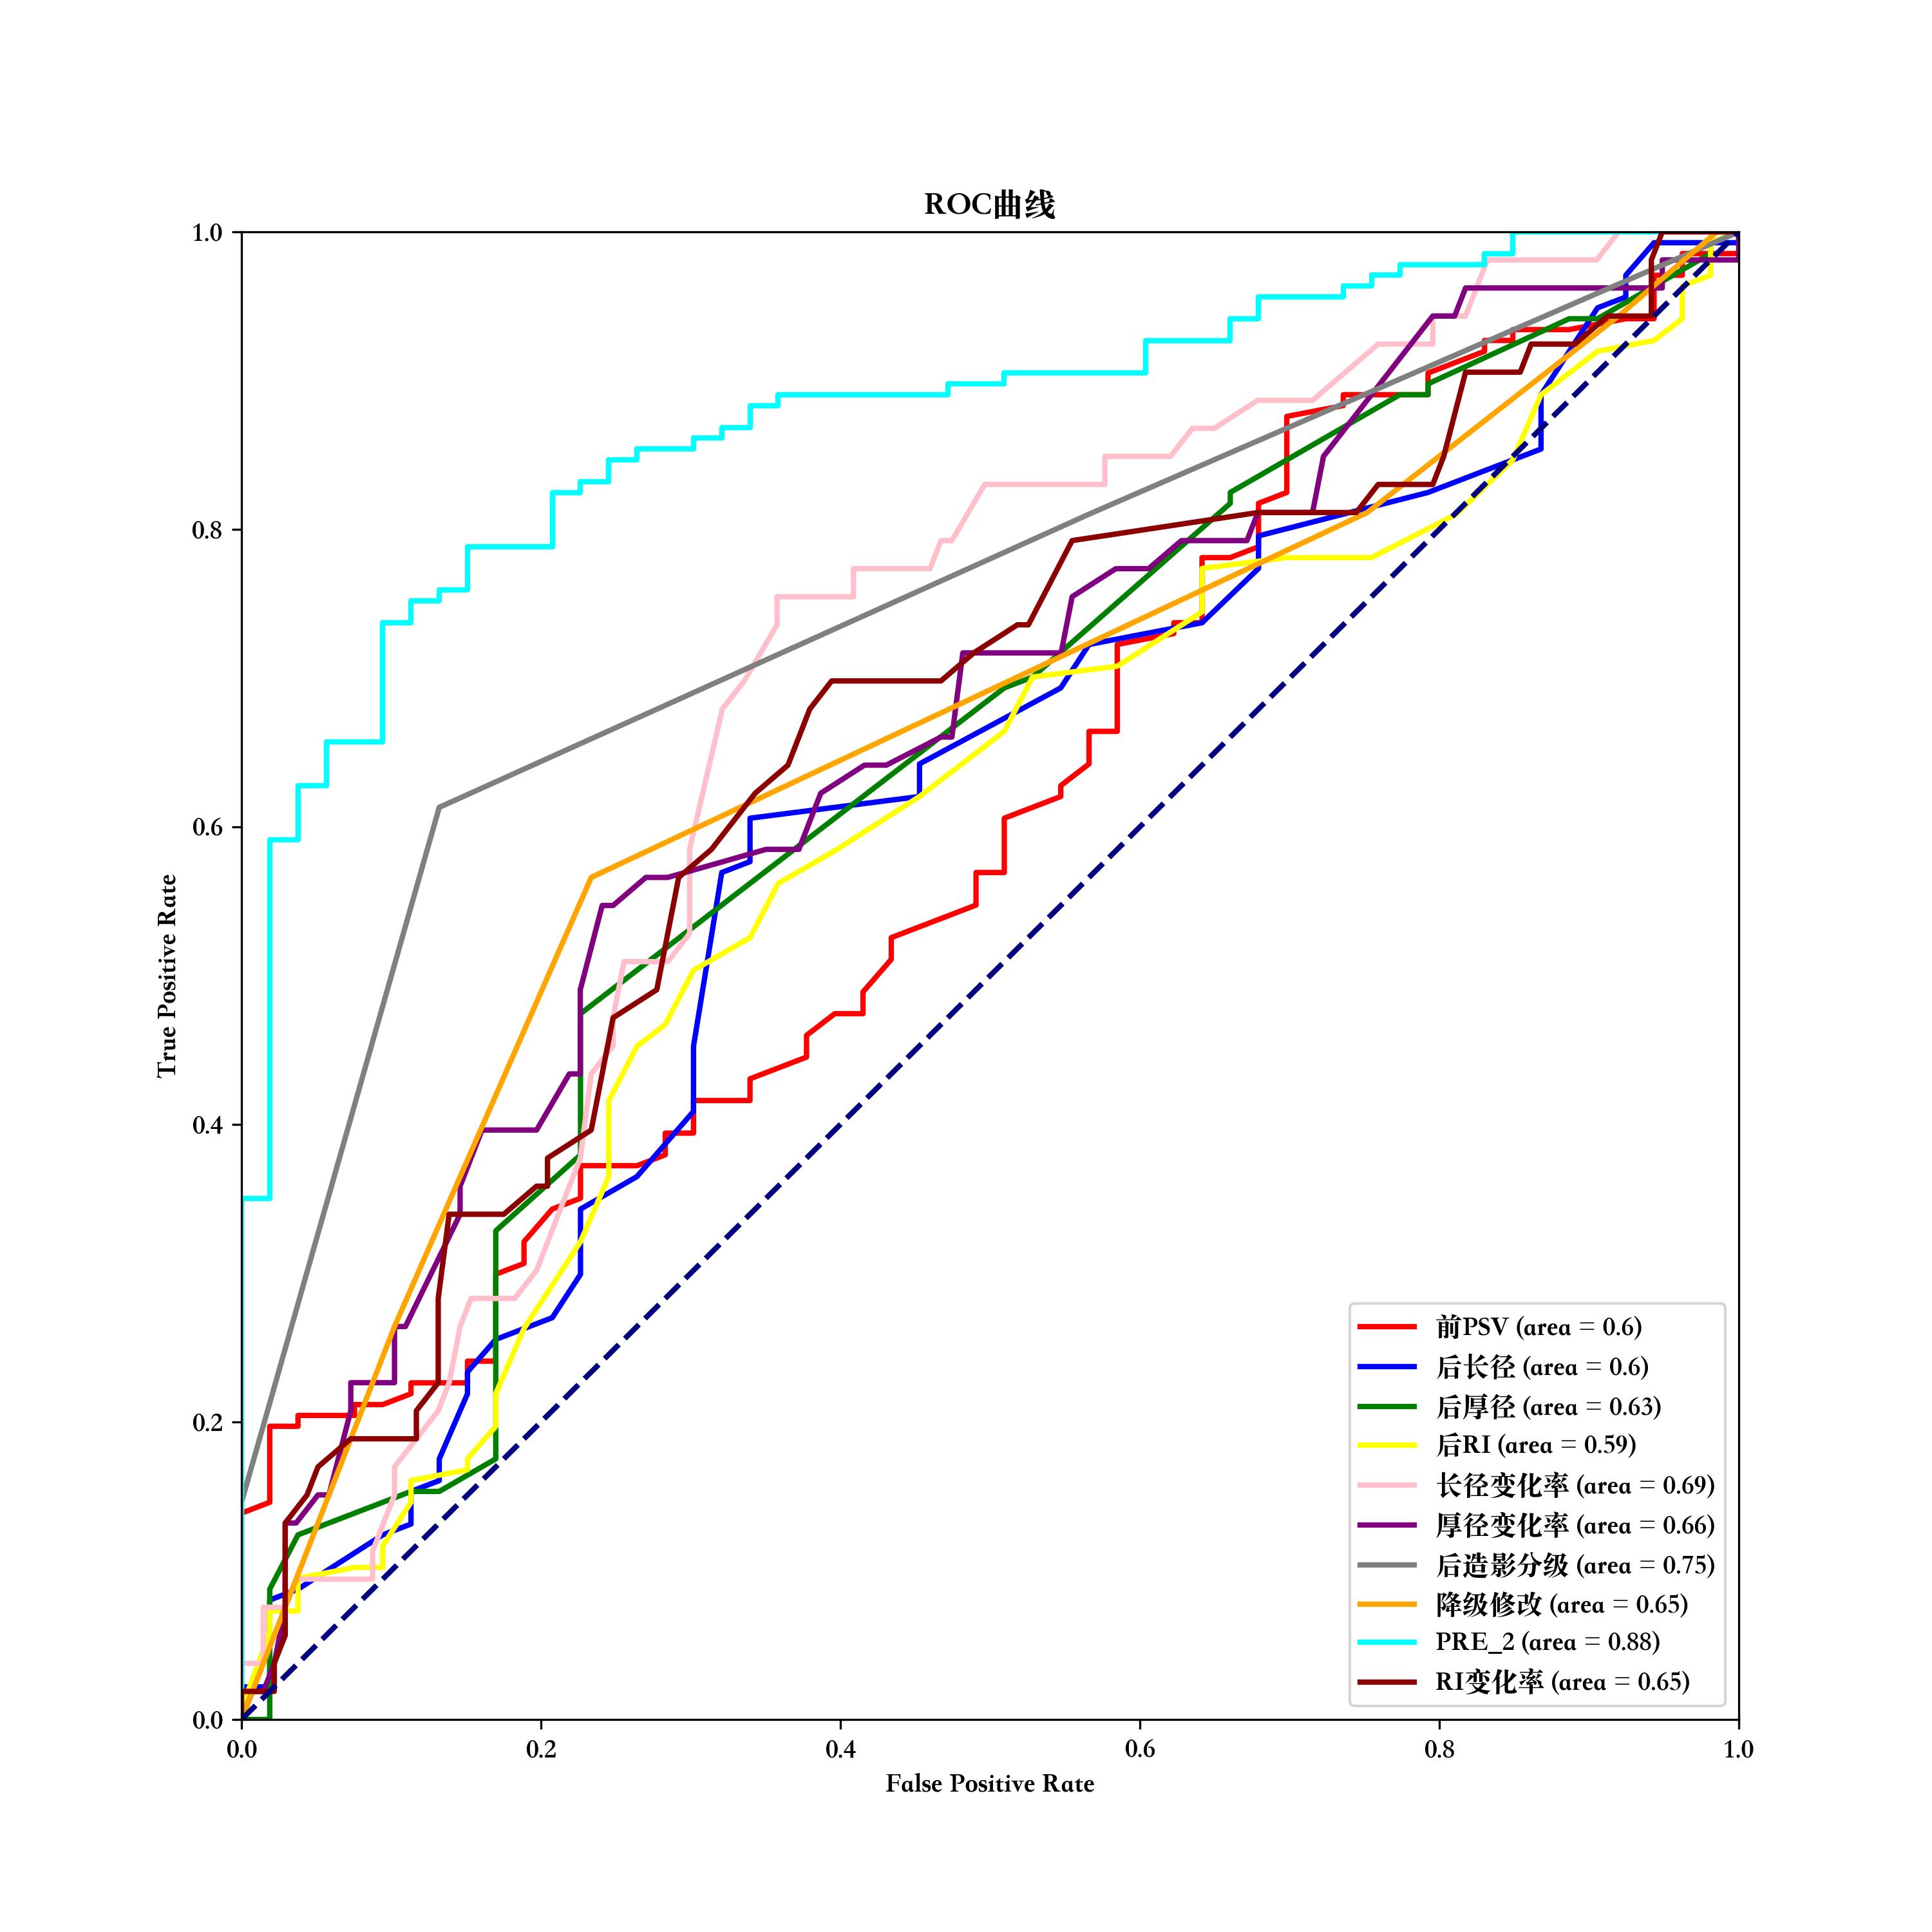 ROC曲线
1.0
0.8
0.6
0.4
0.2
0.0
True Positive Rate
0.0 0.2 0.4 0.6 0.8 1.0
False Positive Rate
前PSV (area = 0.6)
后长径 (area = 0.6)
后厚径 (area = 0.63)
后RI (area = 0.59)
长径变化率 (area = 0.69)
厚径变化率 (area = 0.66)
后造影分级 (area = 0.75)
降级修改 (area = 0.65)
PRE_2 (area = 0.88)
RI变化率 (area = 0.65)